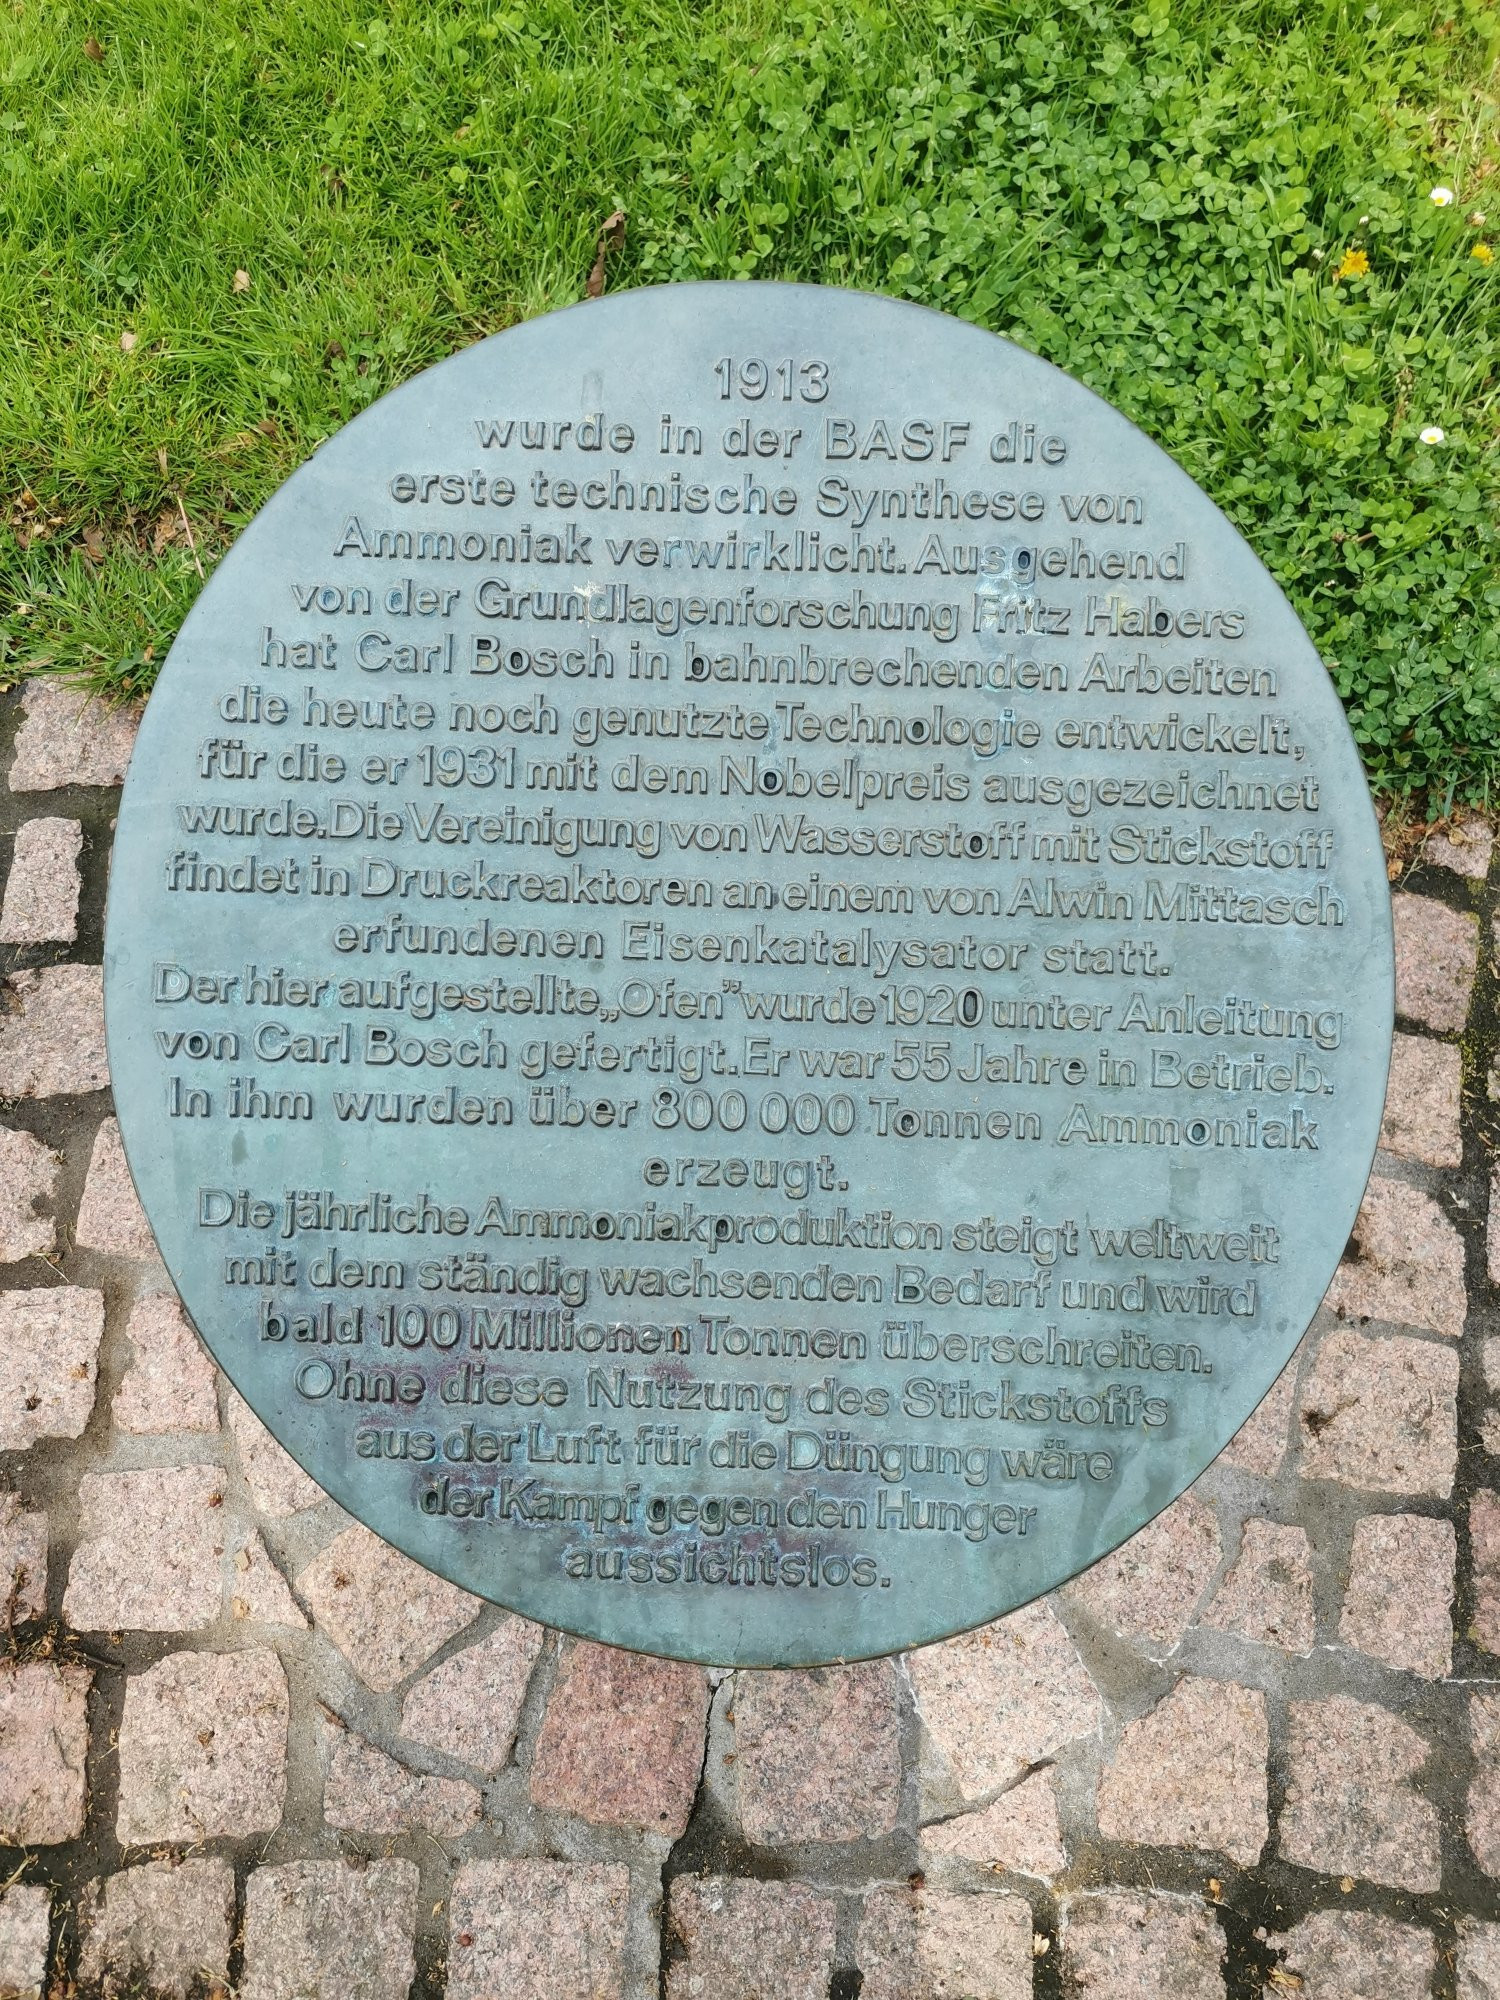 1913
wurde in der BASF die
erste technische Synthese von
Ammoniak verwirklicht. Ausgehend
von der Grundlagenforschung Fritz Habers
hat Carl Bosch in bahnbrechenden Arbeiten
die heute noch genutzte Technologie entwickelt,
für die er 1931 mit dem Nobelpreis ausgezeichnet
wurde. Die Vereinigung von Wasserstoff mit Stickstoff
findet in Druckreaktoren an einem von Alwin Mittasch
erfundenen Eisenkatalysator statt.
Der hier aufgestellte „Ofen” wurde 1920 unter Anleitung
von Carl Bosch gefertigt. Er war 55 Jahre in Betrieb.
In ihm wurden über 800 000 Tonnen Ammoniak
erzeugt.
Die jährliche Ammoniakproduktion steigt weltweit
mit dem ständig wachsenden Bedarf und wird
bald 100 Millionen Tonnen überschreiten.
Ohne diese Nutzung des Stickstoffs
aus der Luft für die Düngung wäre
der Kampf gegen den Hunger
aussichtslos.